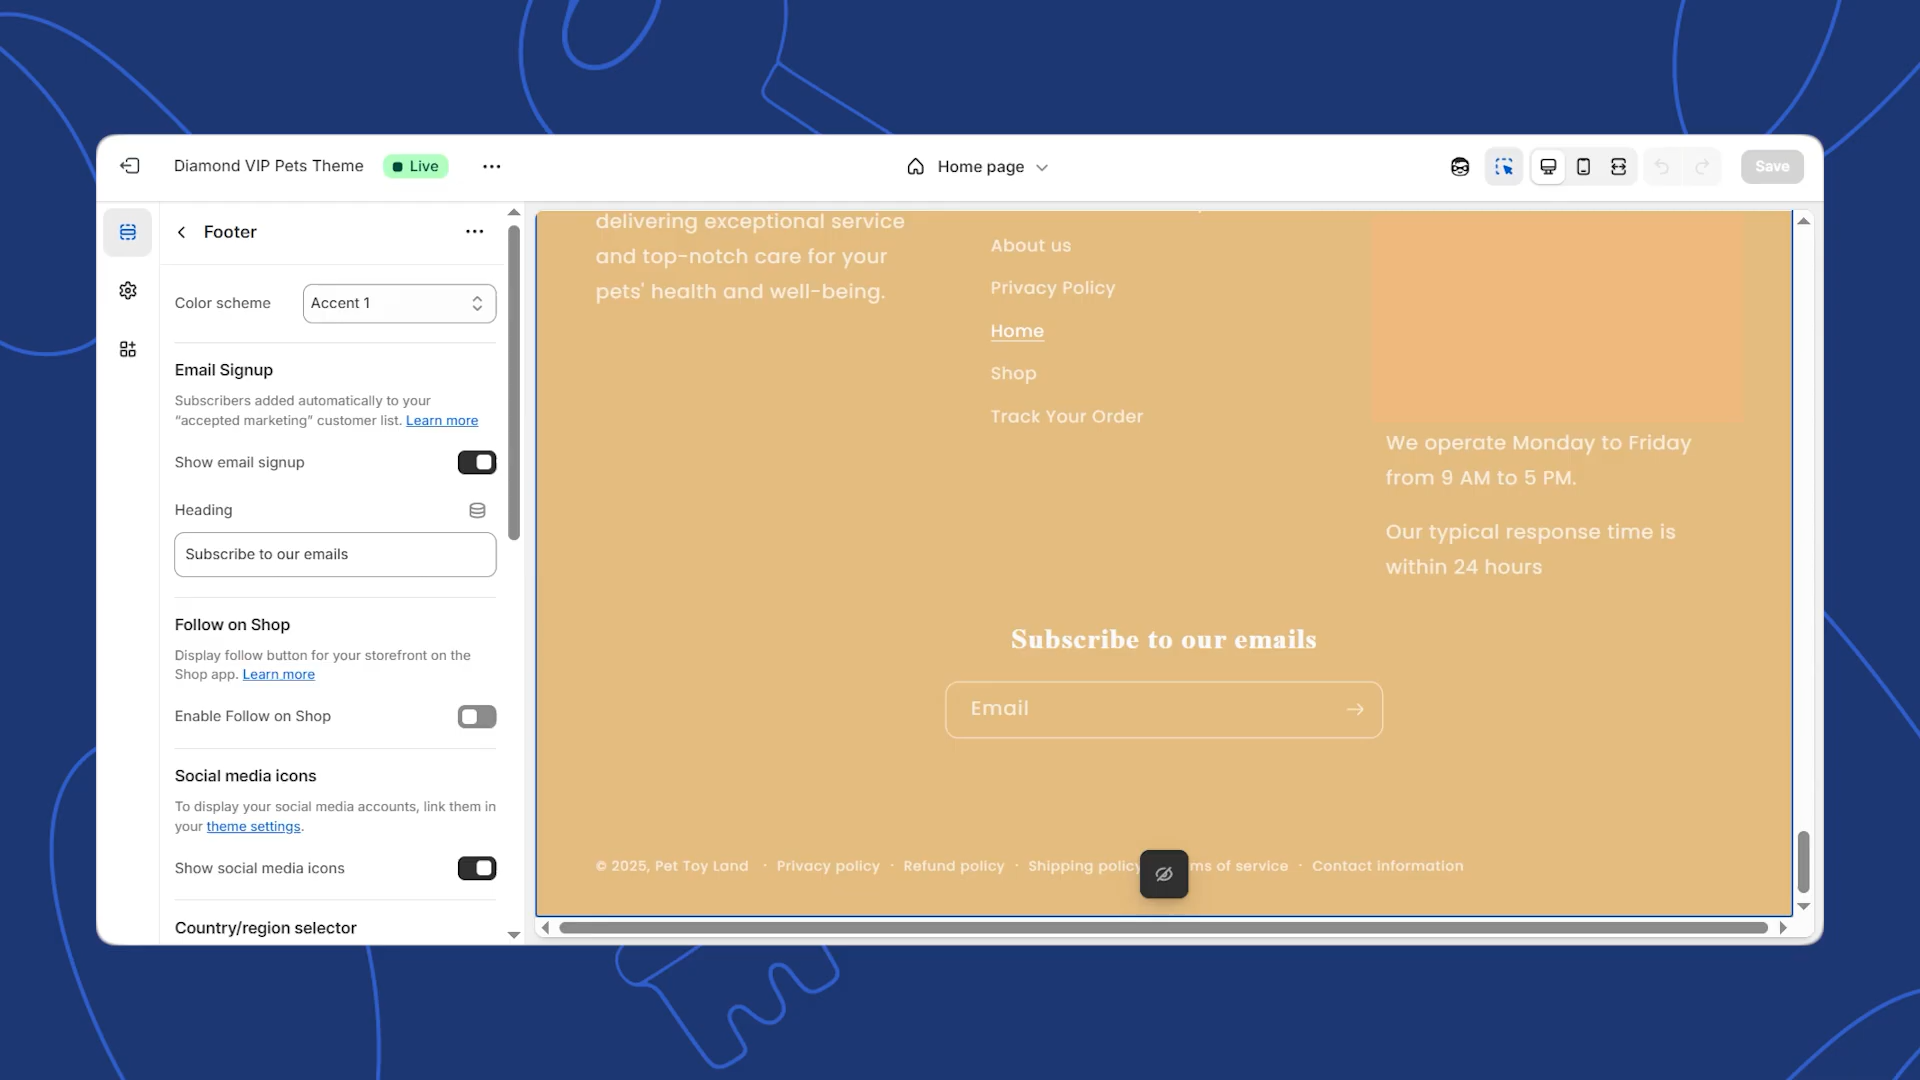 Diamond VIP Pets Theme
Live
Home page
Save
Footer
Color scheme
Accent 1
Email Signup
Subscribers added automatically to your
“accepted marketing” customer list. Learn more
Show email signup
Heading
Subscribe to our emails
Follow on Shop
Display follow button for your storefront on the
Shop app. Learn more
Enable Follow on Shop
Social media icons
To display your social media accounts, link them in
your theme settings.
Show social media icons
Country/region selector
delivering exceptional service
and top-notch care for your
pets' health and well-being.
About us
Privacy Policy
Home
Shop
Track Your Order
We operate Monday to Friday
from 9 AM to 5 PM.
Our typical response time is
within 24 hours
Subscribe to our emails
Email
© 2025, Pet Toy Land · Privacy policy · Refund policy · Shipping policy ms of service · Contact information